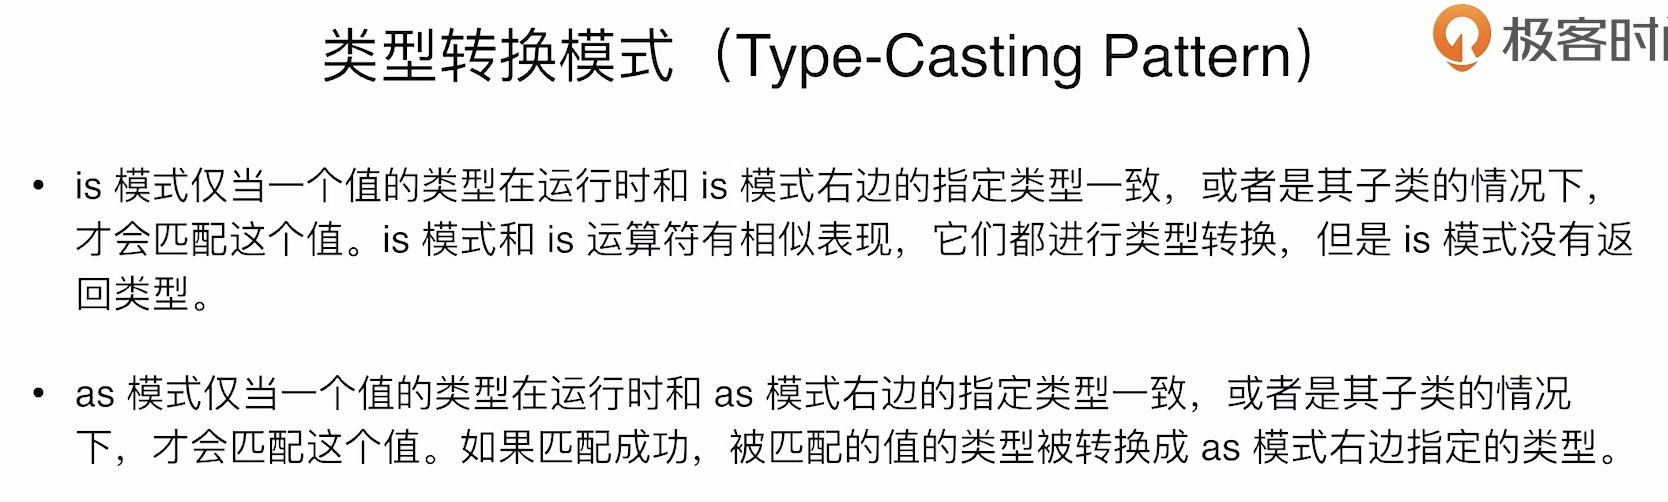 类型转换模式（Type-Casting Pattern）
极客时间
• is 模式仅当一个值的类型在运行时和 is 模式右边的指定类型一致，或者是其子类的情况下，
才会匹配这个值。is 模式和 is 运算符有相似表现，它们都进行类型转换，但是 is 模式没有返
回类型。
• as 模式仅当一个值的类型在运行时和 as 模式右边的指定类型一致，或者是其子类的情况
下，才会匹配这个值。如果匹配成功，被匹配的值的类型被转换成 as 模式右边指定的类型。